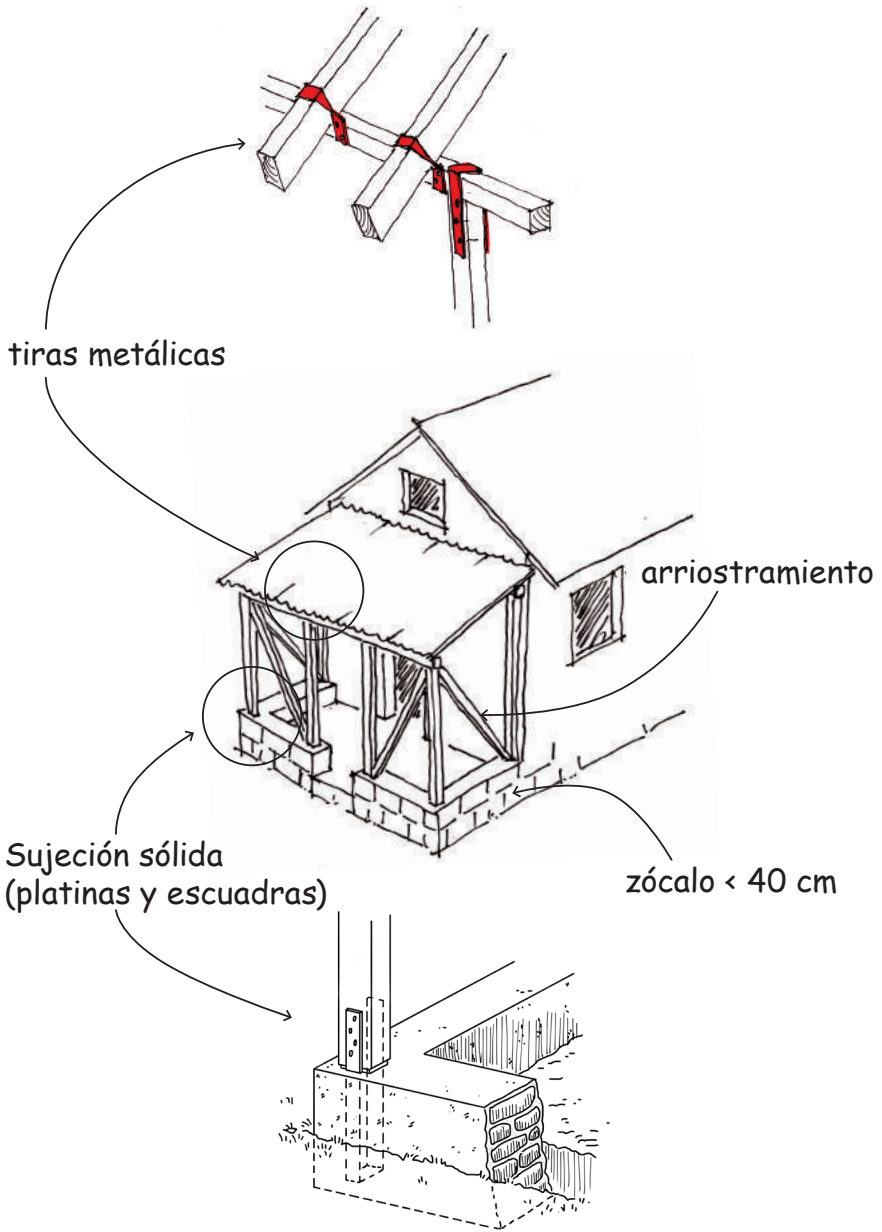 tiras metálicas
arriostramiento
Sujeción sólida
(platinas y escuadras)
zócalo < 40 cm